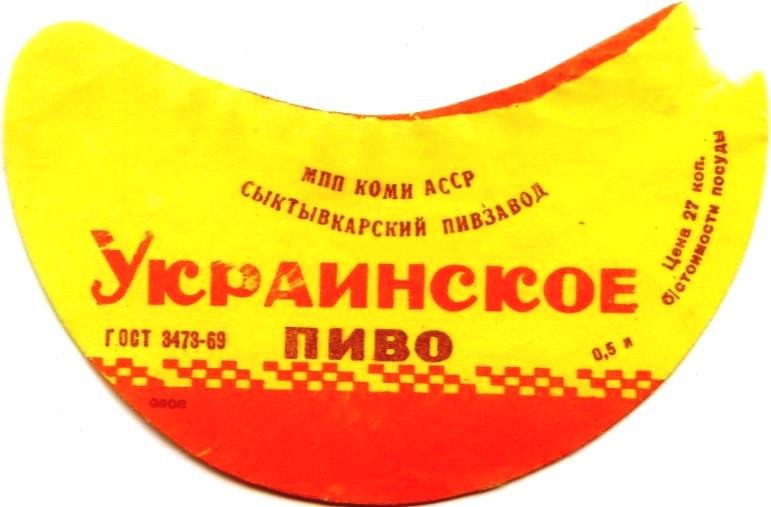 МПП КОМИ АССР
СЫКТЫВКАРСКИЙ ПИВЗАВОД
УКРАИНСКОЕ
ПИВО
ГОСТ 3473-69
0,5 л
Цена 27 коп.
б/стоимости посуды